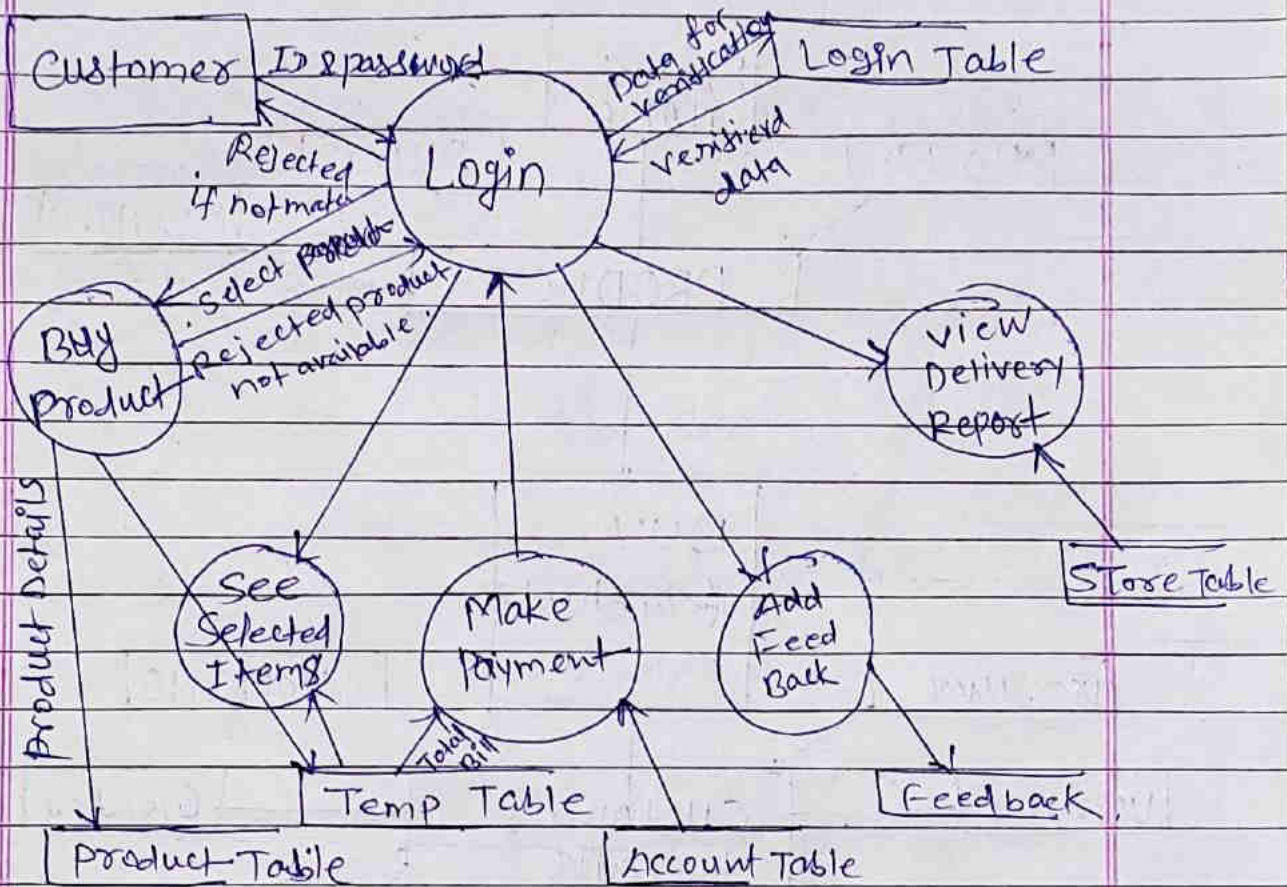 Customer
ID & password
Data for
verification
Login Table
Login
Verifierd
data
Rejected
if not match
Select
Rejected product
not available.
Buy
Product
View
Delivery
Report
Product Details
See
Selected
Items
Make
Payment
Add
Feed
Back
Store Table
Total
Bill
Temp Table
Feedback
Product Table
Account Table